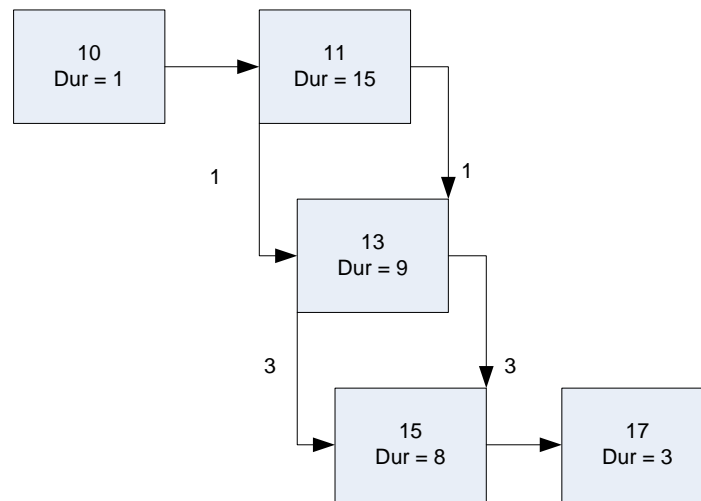 10
Dur = 1
11
Dur = 15
1
1
13
Dur = 9
3
3
15
Dur = 8
17
Dur = 3